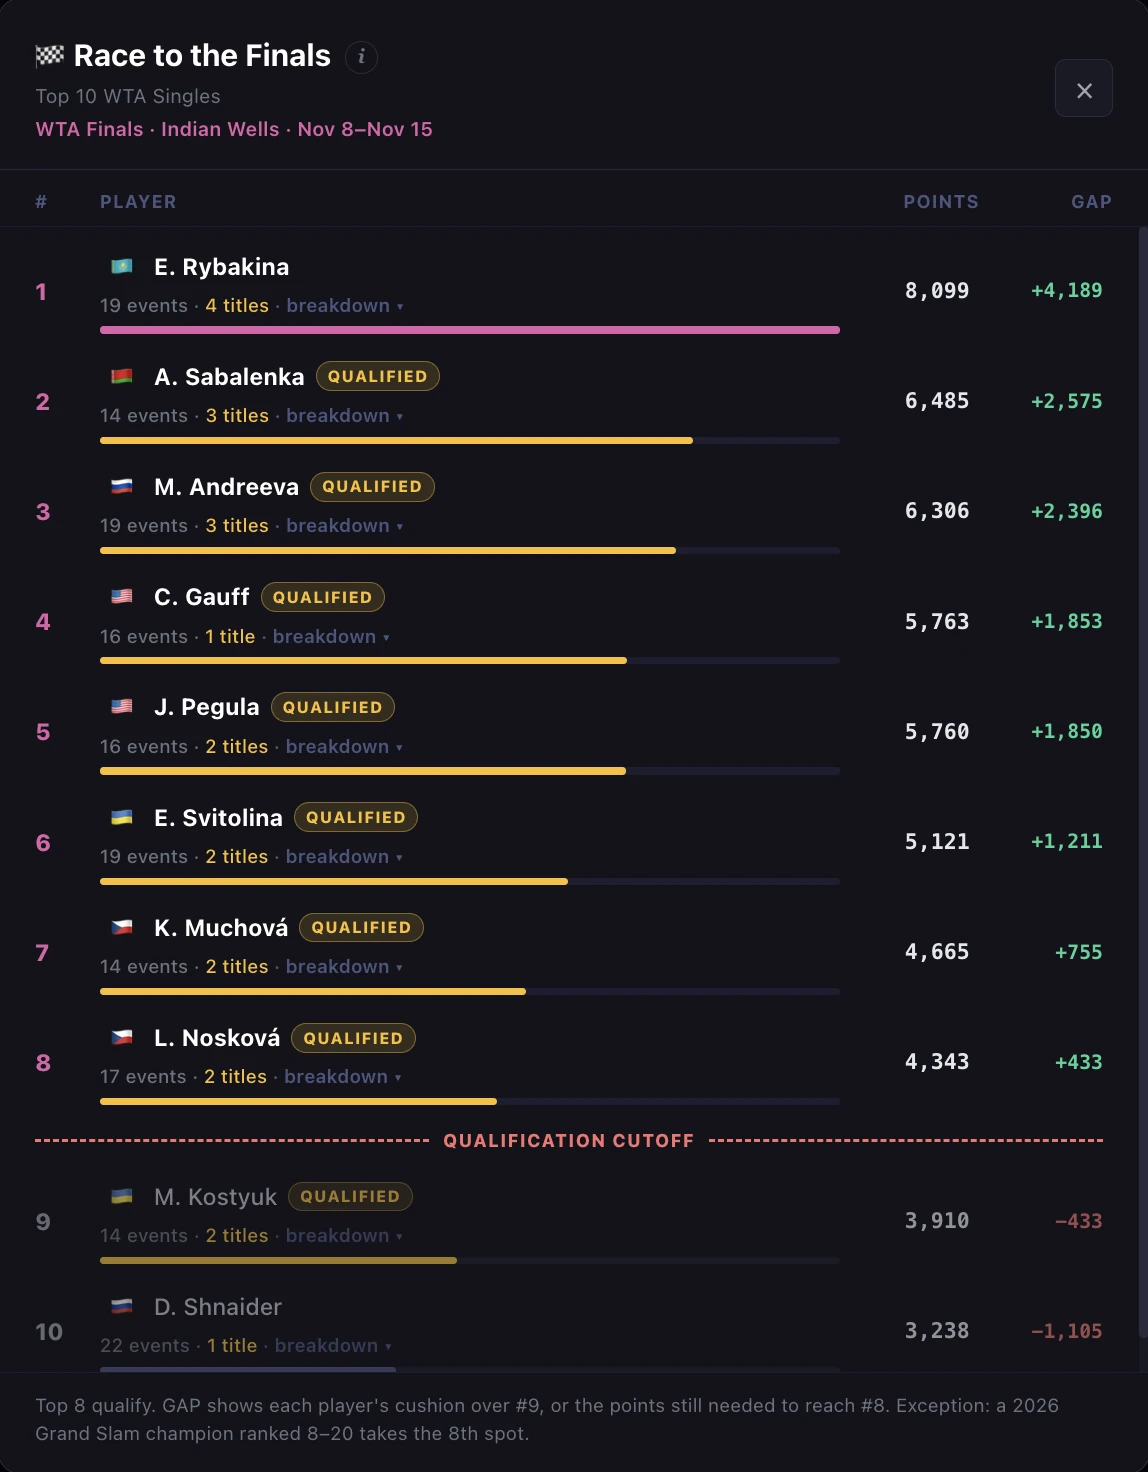 Race to the Finals i
Top 10 WTA Singles
WTA Finals · Indian Wells · Nov 8–Nov 15
×
# PLAYER POINTS GAP
E. Rybakina
1 8,099 +4,189
19 events · 4 titles · breakdown ▾
A. Sabalenka QUALIFIED
2 6,485 +2,575
14 events · 3 titles · breakdown ▾
M. Andreeva QUALIFIED
3 6,306 +2,396
19 events · 3 titles · breakdown ▾
C. Gauff QUALIFIED
4 5,763 +1,853
16 events · 1 title · breakdown ▾
J. Pegula QUALIFIED
5 5,760 +1,850
16 events · 2 titles · breakdown ▾
E. Svitolina QUALIFIED
6 5,121 +1,211
19 events · 2 titles · breakdown ▾
K. Muchová QUALIFIED
7 4,665 +755
14 events · 2 titles · breakdown ▾
L. Nosková QUALIFIED
8 4,343 +433
17 events · 2 titles · breakdown ▾
QUALIFICATION CUTOFF
M. Kostyuk QUALIFIED
9 3,910 −433
14 events · 2 titles · breakdown ▾
D. Shnaider
10 3,238 −1,105
22 events · 1 title · breakdown ▾
Top 8 qualify. GAP shows each player's cushion over #9, or the points still needed to reach #8. Exception: a 2026
Grand Slam champion ranked 8–20 takes the 8th spot.